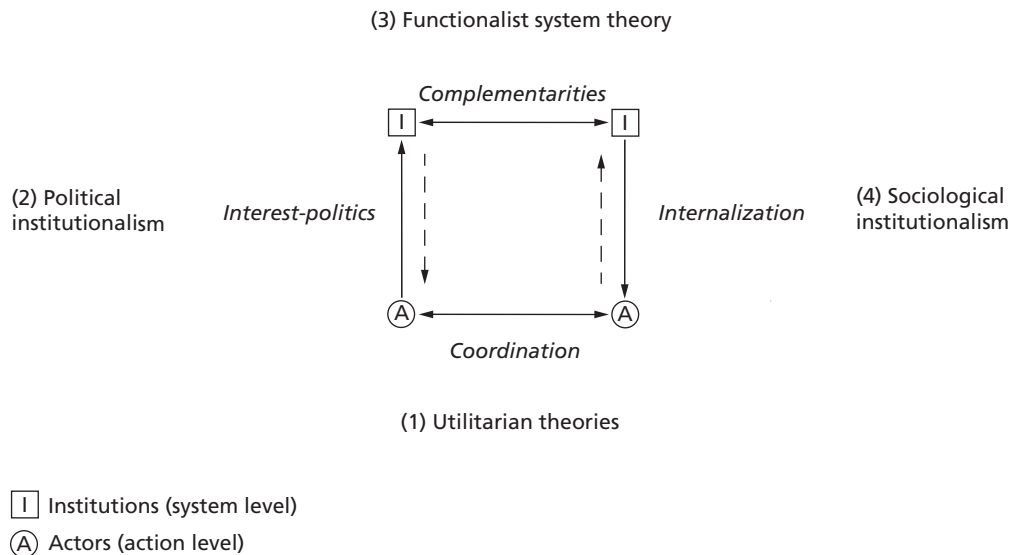 (3) Functionalist system theory
Complementarities
I
I
(2) Political
institutionalism
Interest-politics
Internalization
(4) Sociological
institutionalism
A
A
Coordination
(1) Utilitarian theories
I Institutions (system level)
A Actors (action level)